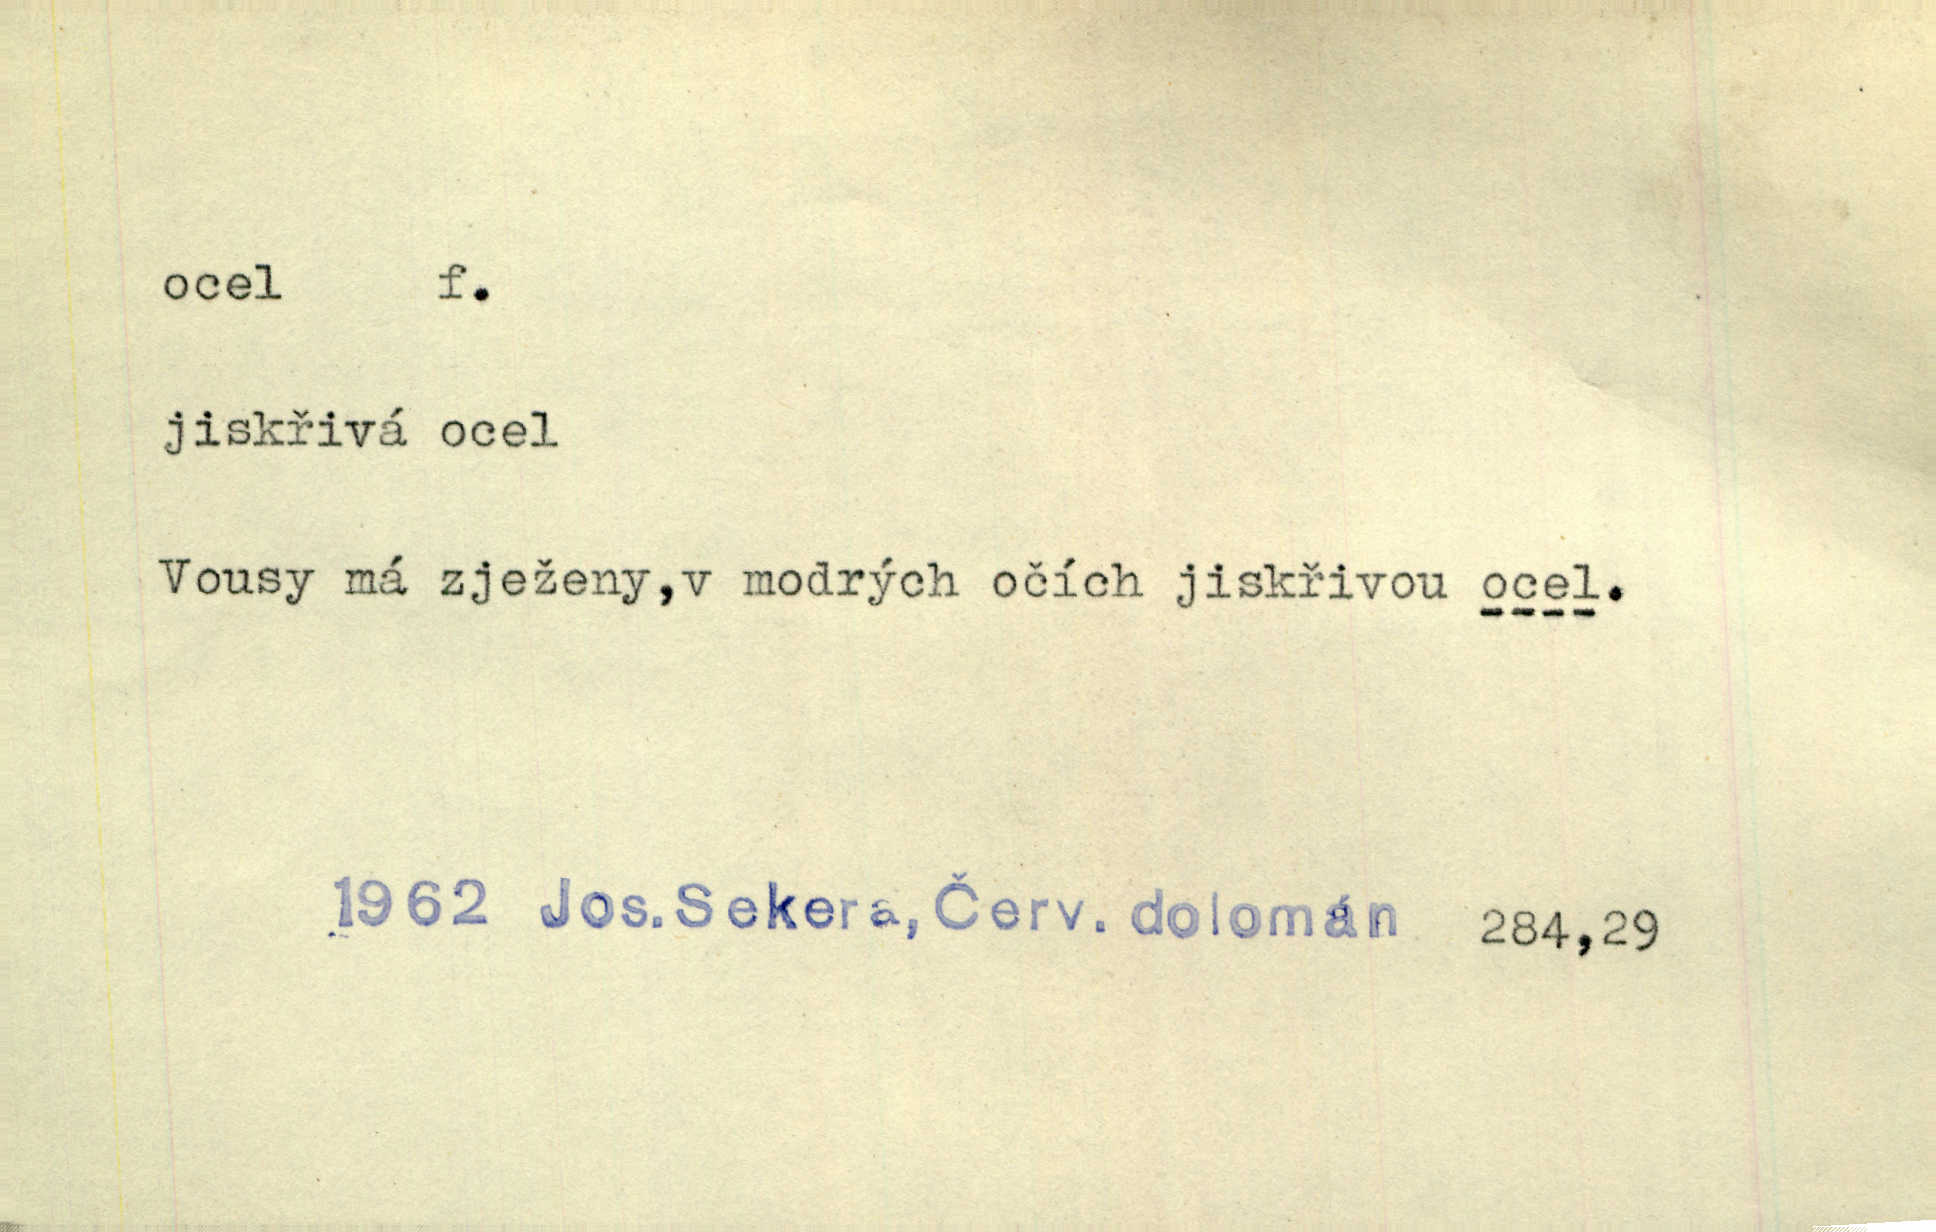 ocel f.
jiskřivá ocel
Vousy má zježeny,v modrých očích jiskřivou ocel.
1962 Jos.Sekera, Červ. dolomán 284,29